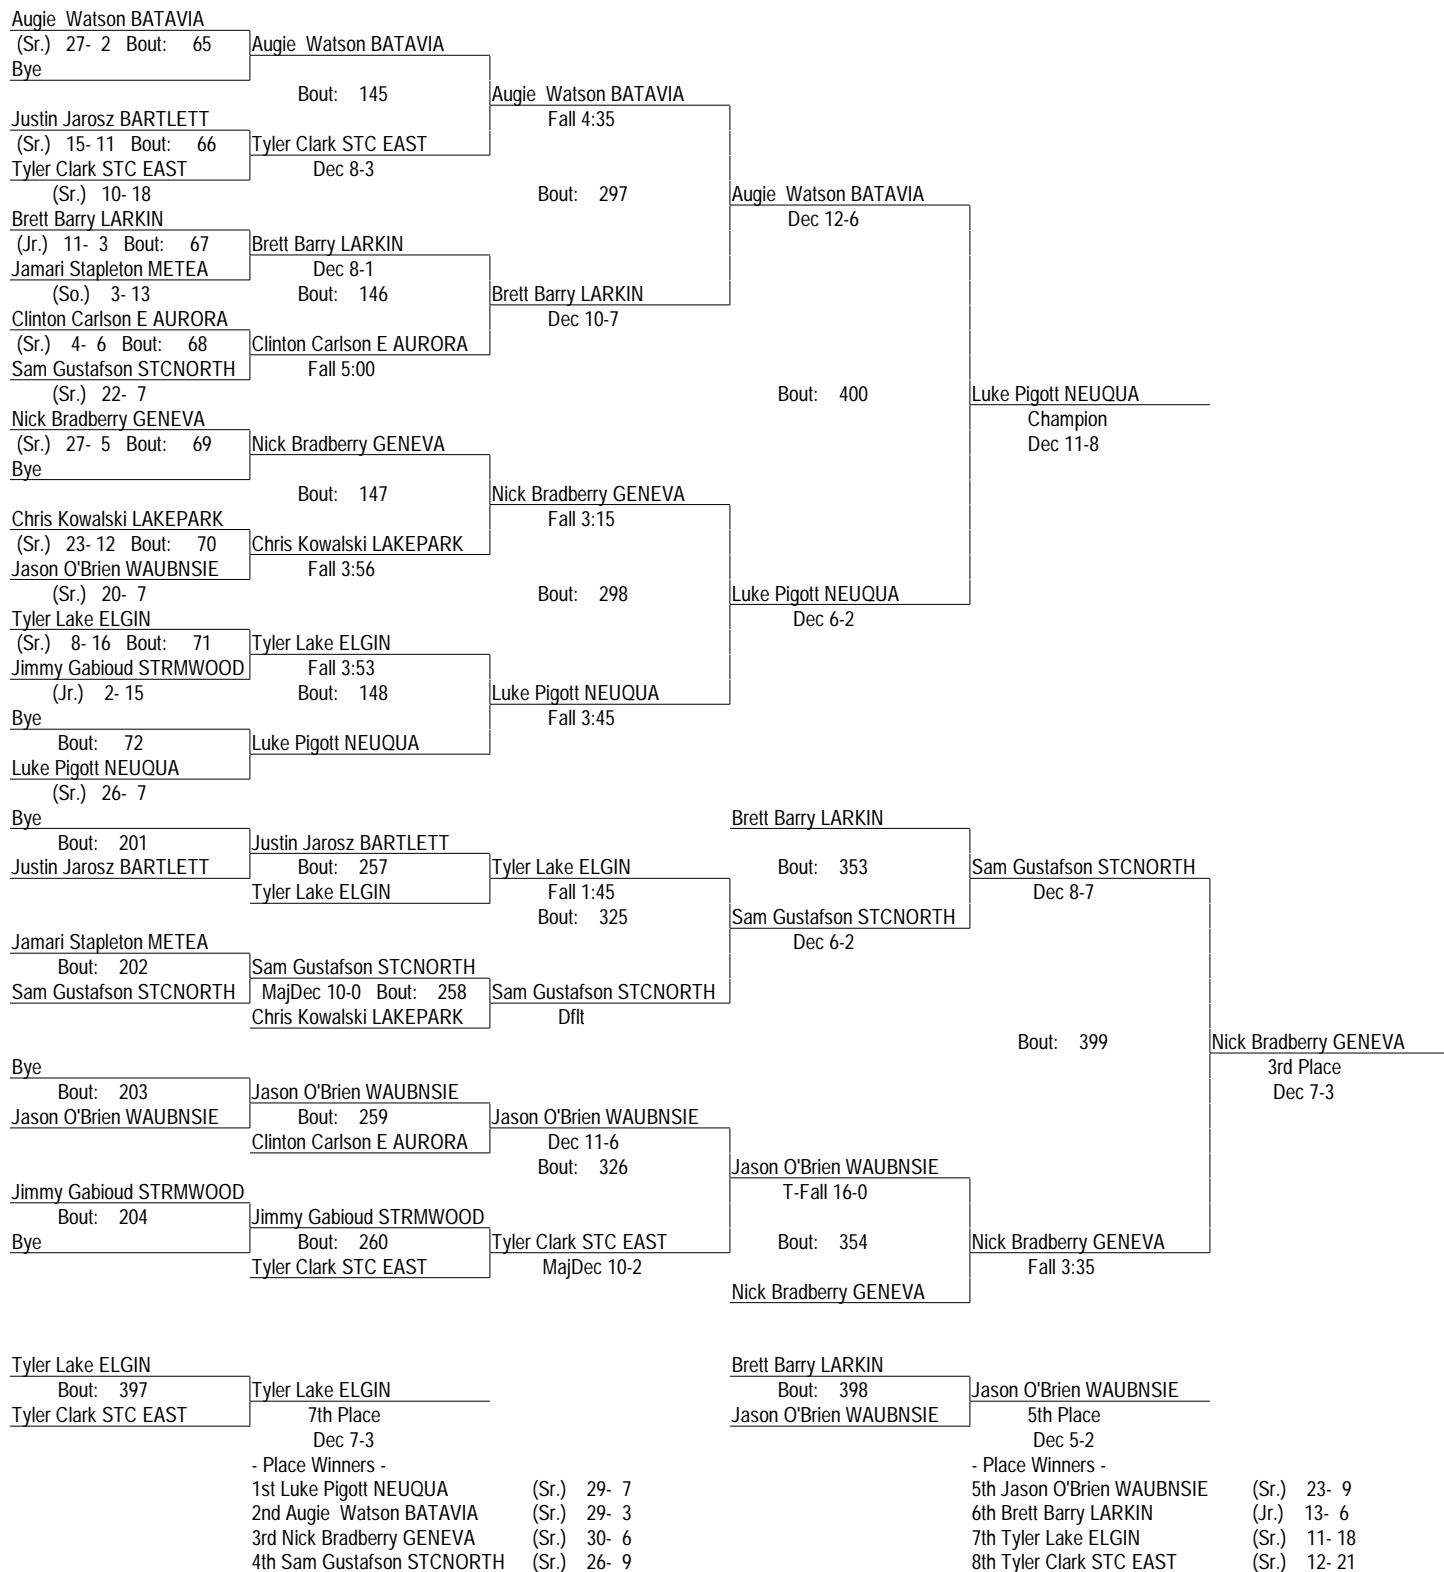 Augie  Watson BATAVIA
(Sr.) 27- 2 Bout: 65 Augie  Watson BATAVIA
Bye
Bout: 145 Augie  Watson BATAVIA
Justin Jarosz BARTLETT Fall 4:35
(Sr.) 15- 11 Bout: 66 Tyler Clark STC EAST
Tyler Clark STC EAST Dec 8-3
(Sr.) 10- 18 Bout: 297 Augie  Watson BATAVIA
Brett Barry LARKIN Dec 12-6
(Jr.) 11- 3 Bout: 67 Brett Barry LARKIN
Jamari Stapleton METEA Dec 8-1
(So.) 3- 13 Bout: 146 Brett Barry LARKIN
Clinton Carlson E AURORA Dec 10-7
(Sr.) 4- 6 Bout: 68 Clinton Carlson E AURORA
Sam Gustafson STCNORTH Fall 5:00
(Sr.) 22- 7 Bout: 400 Luke Pigott NEUQUA
Nick Bradberry GENEVA Champion
(Sr.) 27- 5 Bout: 69 Nick Bradberry GENEVA Dec 11-8
Bye
Bout: 147 Nick Bradberry GENEVA
Chris Kowalski LAKEPARK Fall 3:15
(Sr.) 23- 12 Bout: 70 Chris Kowalski LAKEPARK
Jason O'Brien WAUBNSIE Fall 3:56
(Sr.) 20- 7 Bout: 298 Luke Pigott NEUQUA
Tyler Lake ELGIN Dec 6-2
(Sr.) 8- 16 Bout: 71 Tyler Lake ELGIN
Jimmy Gabioud STRMWOOD Fall 3:53
(Jr.) 2- 15 Bout: 148 Luke Pigott NEUQUA
Bye Fall 3:45
Bout: 72 Luke Pigott NEUQUA
Luke Pigott NEUQUA
(Sr.) 26- 7
Bye Brett Barry LARKIN
Bout: 201 Justin Jarosz BARTLETT
Justin Jarosz BARTLETT Bout: 257 Tyler Lake ELGIN Bout: 353 Sam Gustafson STCNORTH
Tyler Lake ELGIN Fall 1:45 Dec 8-7
Bout: 325 Sam Gustafson STCNORTH
Jamari Stapleton METEA Dec 6-2
Bout: 202 Sam Gustafson STCNORTH
Sam Gustafson STCNORTH MajDec 10-0 Bout: 258 Sam Gustafson STCNORTH
Chris Kowalski LAKEPARK Dflt
Bout: 399 Nick Bradberry GENEVA
Bye 3rd Place
Bout: 203 Jason O'Brien WAUBNSIE Dec 7-3
Jason O'Brien WAUBNSIE Bout: 259 Jason O'Brien WAUBNSIE
Clinton Carlson E AURORA Dec 11-6
Bout: 326 Jason O'Brien WAUBNSIE
Jimmy Gabioud STRMWOOD T-Fall 16-0
Bout: 204 Jimmy Gabioud STRMWOOD
Bye Bout: 260 Tyler Clark STC EAST Bout: 354 Nick Bradberry GENEVA
Tyler Clark STC EAST MajDec 10-2 Fall 3:35
Nick Bradberry GENEVA
Tyler Lake ELGIN Brett Barry LARKIN
Bout: 397 Tyler Lake ELGIN Bout: 398 Jason O'Brien WAUBNSIE
Tyler Clark STC EAST 7th Place Jason O'Brien WAUBNSIE 5th Place
Dec 7-3 Dec 5-2
- Place Winners - - Place Winners -
1st Luke Pigott NEUQUA (Sr.) 29- 7 5th Jason O'Brien WAUBNSIE (Sr.) 23- 9
2nd Augie  Watson BATAVIA (Sr.) 29- 3 6th Brett Barry LARKIN (Jr.) 13- 6
3rd Nick Bradberry GENEVA (Sr.) 30- 6 7th Tyler Lake ELGIN (Sr.) 11- 18
4th Sam Gustafson STCNORTH (Sr.) 26- 9 8th Tyler Clark STC EAST (Sr.) 12- 21